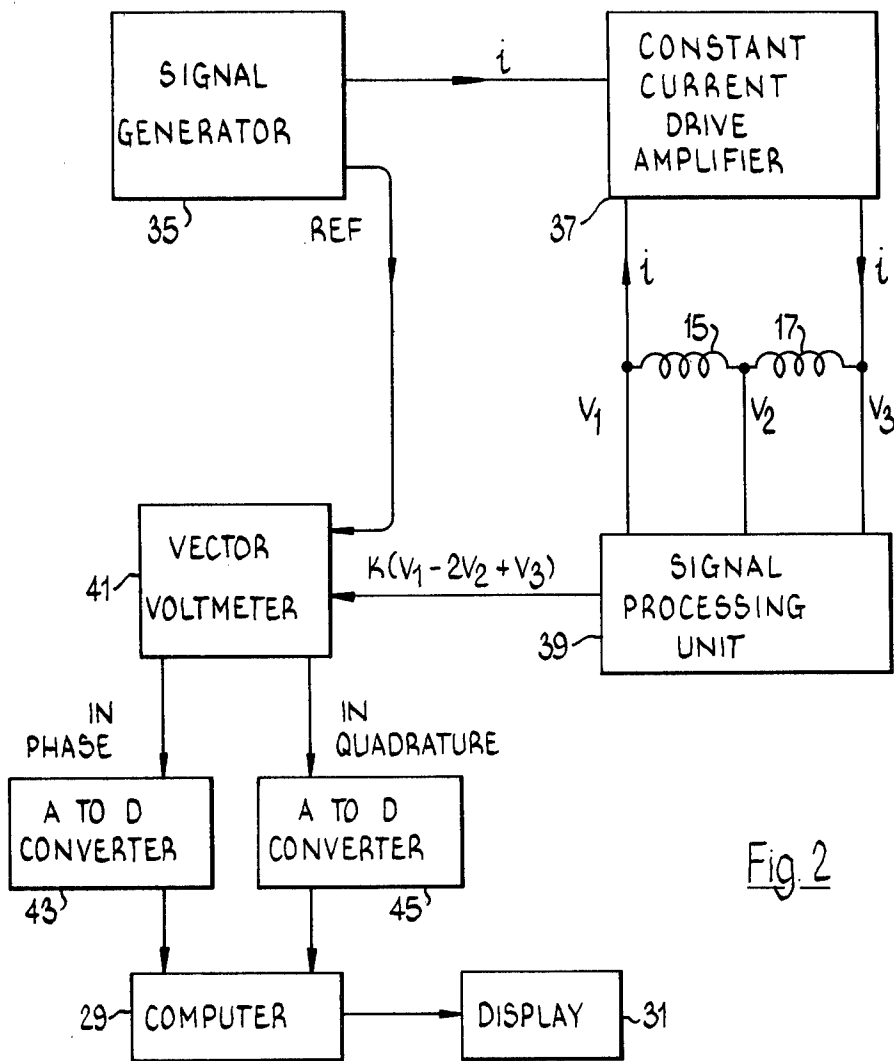 SIGNAL
GENERATOR
35
REF
i
CONSTANT
CURRENT
DRIVE
AMPLIFIER
37
i
i
15
17
V1
V2
V3
VECTOR
VOLTMETER
41
K(V1 - 2V2 + V3)
SIGNAL
PROCESSING
UNIT
39
IN
PHASE
IN
QUADRATURE
A TO D
CONVERTER
43
A TO D
CONVERTER
45
Fig. 2
29
COMPUTER
DISPLAY
31